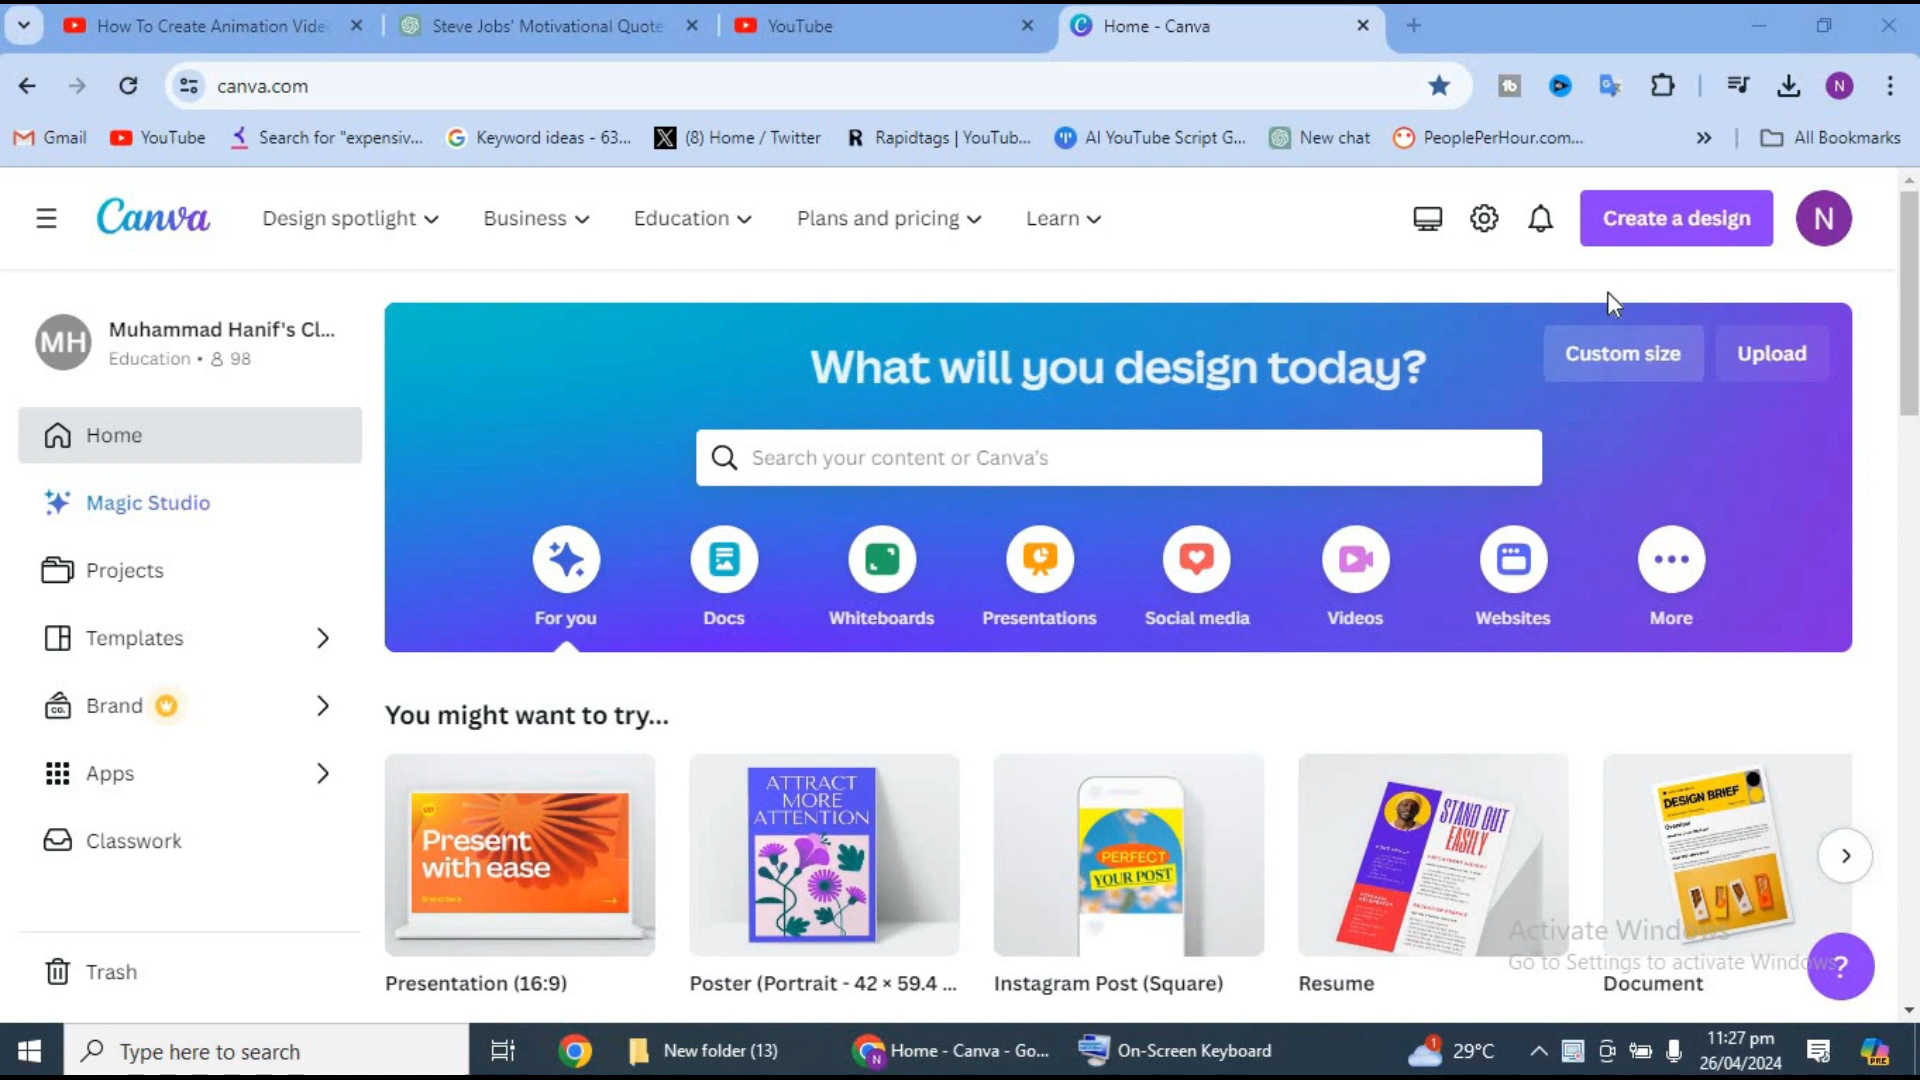 How To Create Animation Vide
Steve Jobs' Motivational Quote
YouTube
Home - Canva
canva.com
Gmail
YouTube
Search for "expensiv...
Keyword ideas - 63...
(8) Home / Twitter
Rapidtags | YouTub...
AI YouTube Script G...
New chat
PeoplePerHour.com...
All Bookmarks
Canva
Design spotlight
Business
Education
Plans and pricing
Learn
Create a design
N
MH
Muhammad Hanif's Cl...
Education • 98
Home
Magic Studio
Projects
Templates
Brand
Apps
Classwork
Trash
What will you design today?
Custom size
Upload
Search your content or Canva's
For you
Docs
Whiteboards
Presentations
Social media
Videos
Websites
More
You might want to try...
Present
with ease
ATTRACT
MORE
ATTENTION
PERFECT
YOUR POST
STAND OUT
EASILY
DESIGN BRIEF
Presentation (16:9)
Poster (Portrait - 42 × 59.4 ...
Instagram Post (Square)
Resume
Document
Activate Windows
Go to Settings to activate Windows.
?
Type here to search
New folder (13)
Home - Canva - Go...
On-Screen Keyboard
1
29°C
11:27 pm
26/04/2024
PRE